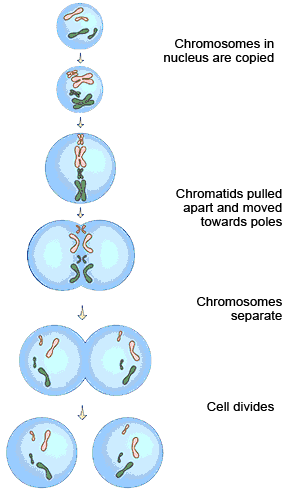 Chromosomes in
nucleus are copied
Chromatids pulled
apart and moved
towards poles
Chromosomes
separate
Cell divides